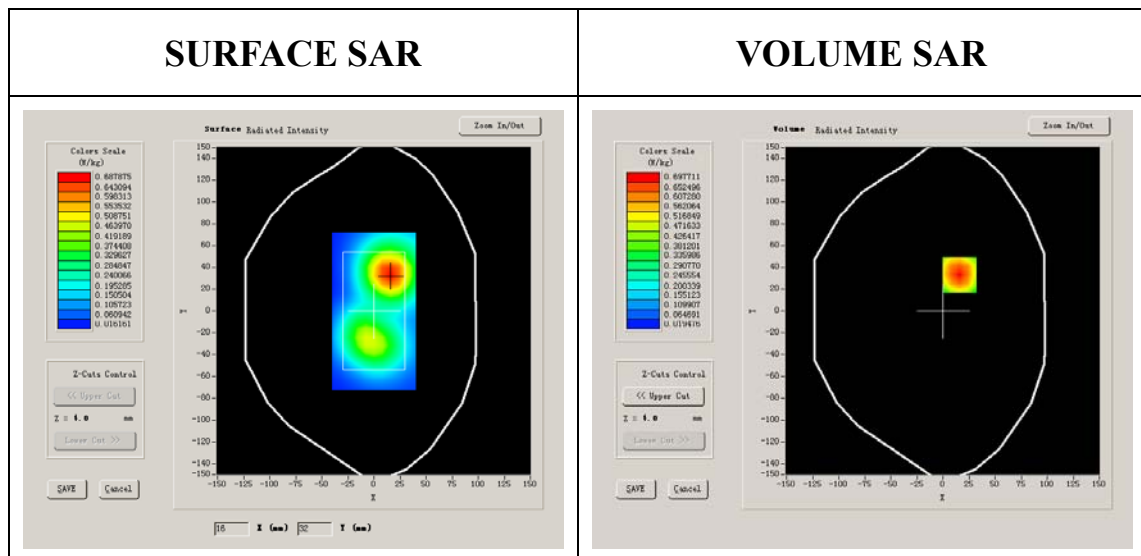 SURFACE SAR
VOLUME SAR
Surface Radiated Intensity
Zoom In/Out
Colors Scale
(W/kg)
0.687875
0.643094
0.598313
0.553532
0.508751
0.463970
0.419189
0.374408
0.329627
0.284847
0.240066
0.195285
0.150504
0.105723
0.060942
0.016161
Z-Cuts Control
<< Upper Cut
Z = 4.0 mm
Lower Cut >>
SAVE Cancel
150
140
120
100
80
60
40
20
0
-20
-40
-60
-80
-100
-120
-140
-150
Y
-150 -125 -100 -75 -50 -25 0 25 50 75 100 125 150
X
16 X (mm) 32 Y (mm)
Volume Radiated Intensity
Zoom In/Out
Colors Scale
(W/kg)
0.697711
0.652496
0.607280
0.562064
0.516849
0.471633
0.426417
0.381201
0.335986
0.290770
0.245554
0.200339
0.155123
0.109907
0.064691
0.019476
Z-Cuts Control
<< Upper Cut
Z = 4.0 mm
Lower Cut >>
SAVE Cancel
150
140
120
100
80
60
40
20
0
-20
-40
-60
-80
-100
-120
-140
-150
Y
-150 -125 -100 -75 -50 -25 0 25 50 75 100 125 150
X